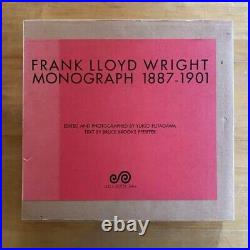 FRANK LLOYD WRIGHT
MONOGRAPH 1887-1901
EDITED AND PHOTOGRAPHED BY YUKIO FUTAGAWA
TEXT BY BRUCE BROOKS PFEIFFER